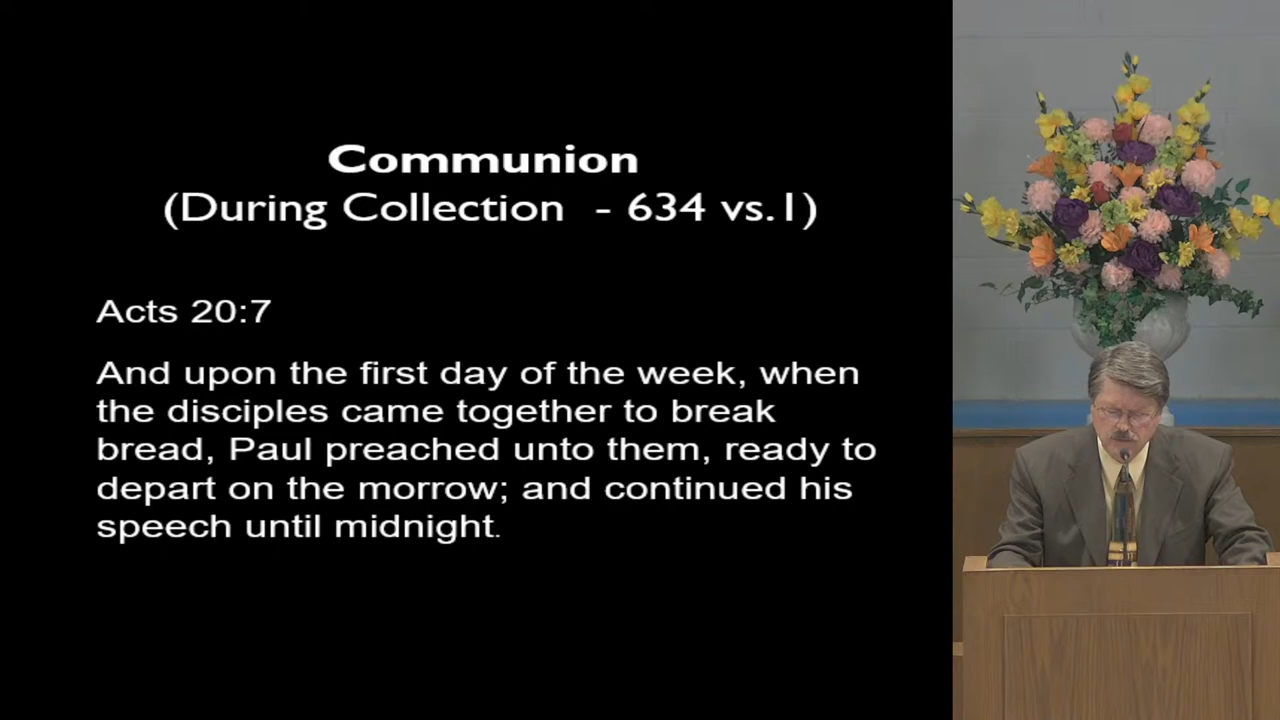 Communion
(During Collection - 634 vs.1)
Acts 20:7
And upon the first day of the week, when
the disciples came together to break
bread, Paul preached unto them, ready to
depart on the morrow; and continued his
speech until midnight.